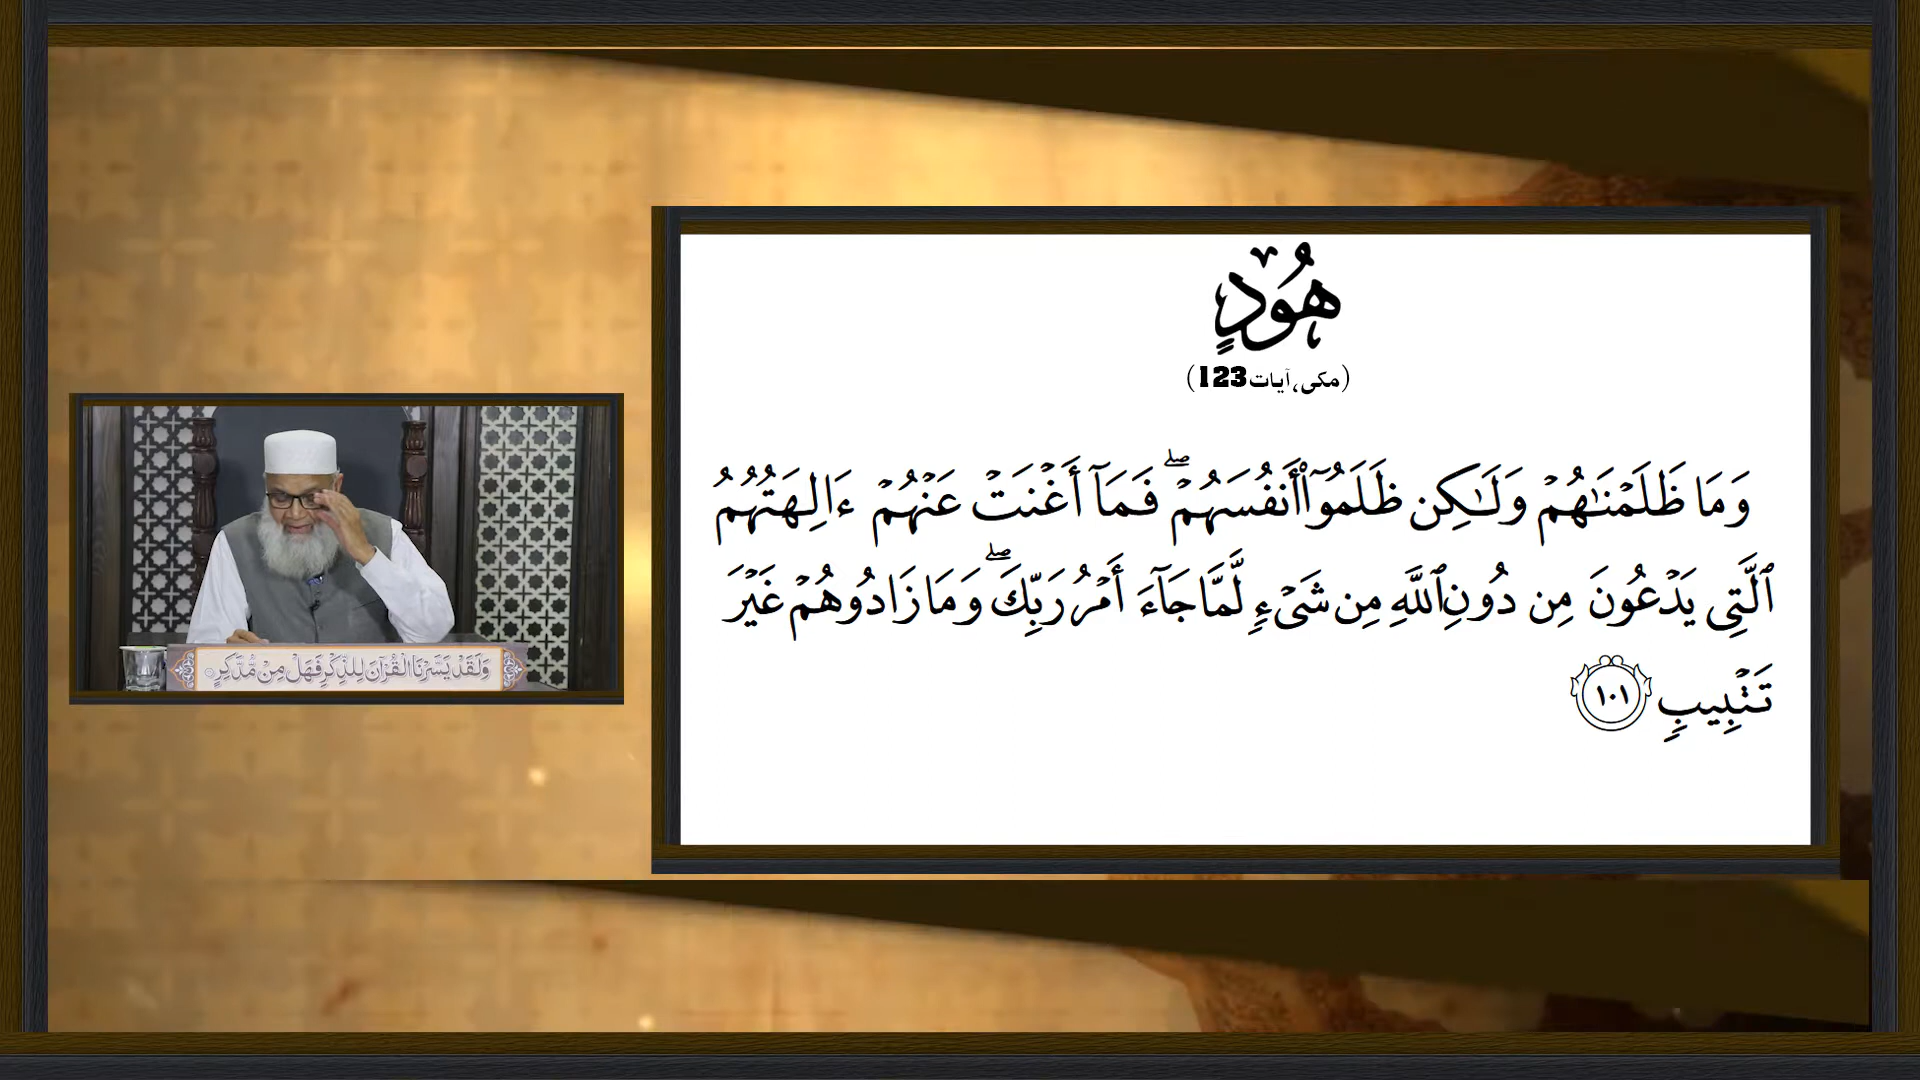 هُودٍ
(مکی، آیات 123)
وَمَا ظَلَمْنَٰهُمْ وَلَٰكِن ظَلَمُوٓا۟ أَنفُسَهُمْ ۖ فَمَآ أَغْنَتْ عَنْهُمْ ءَالِهَتُهُمُ
ٱلَّتِى يَدْعُونَ مِن دُونِ ٱللَّهِ مِن شَىْءٍ لَّمَّا جَآءَ أَمْرُ رَبِّكَ ۖ وَمَا زَادُوهُمْ غَيْرَ
تَتْبِيبٍ ١٠١
وَلَقَدْ يَسَّرْنَا الْقُرْآنَ لِلذِّكْرِ فَهَلْ مِنْ مُّدَّكِرٍ